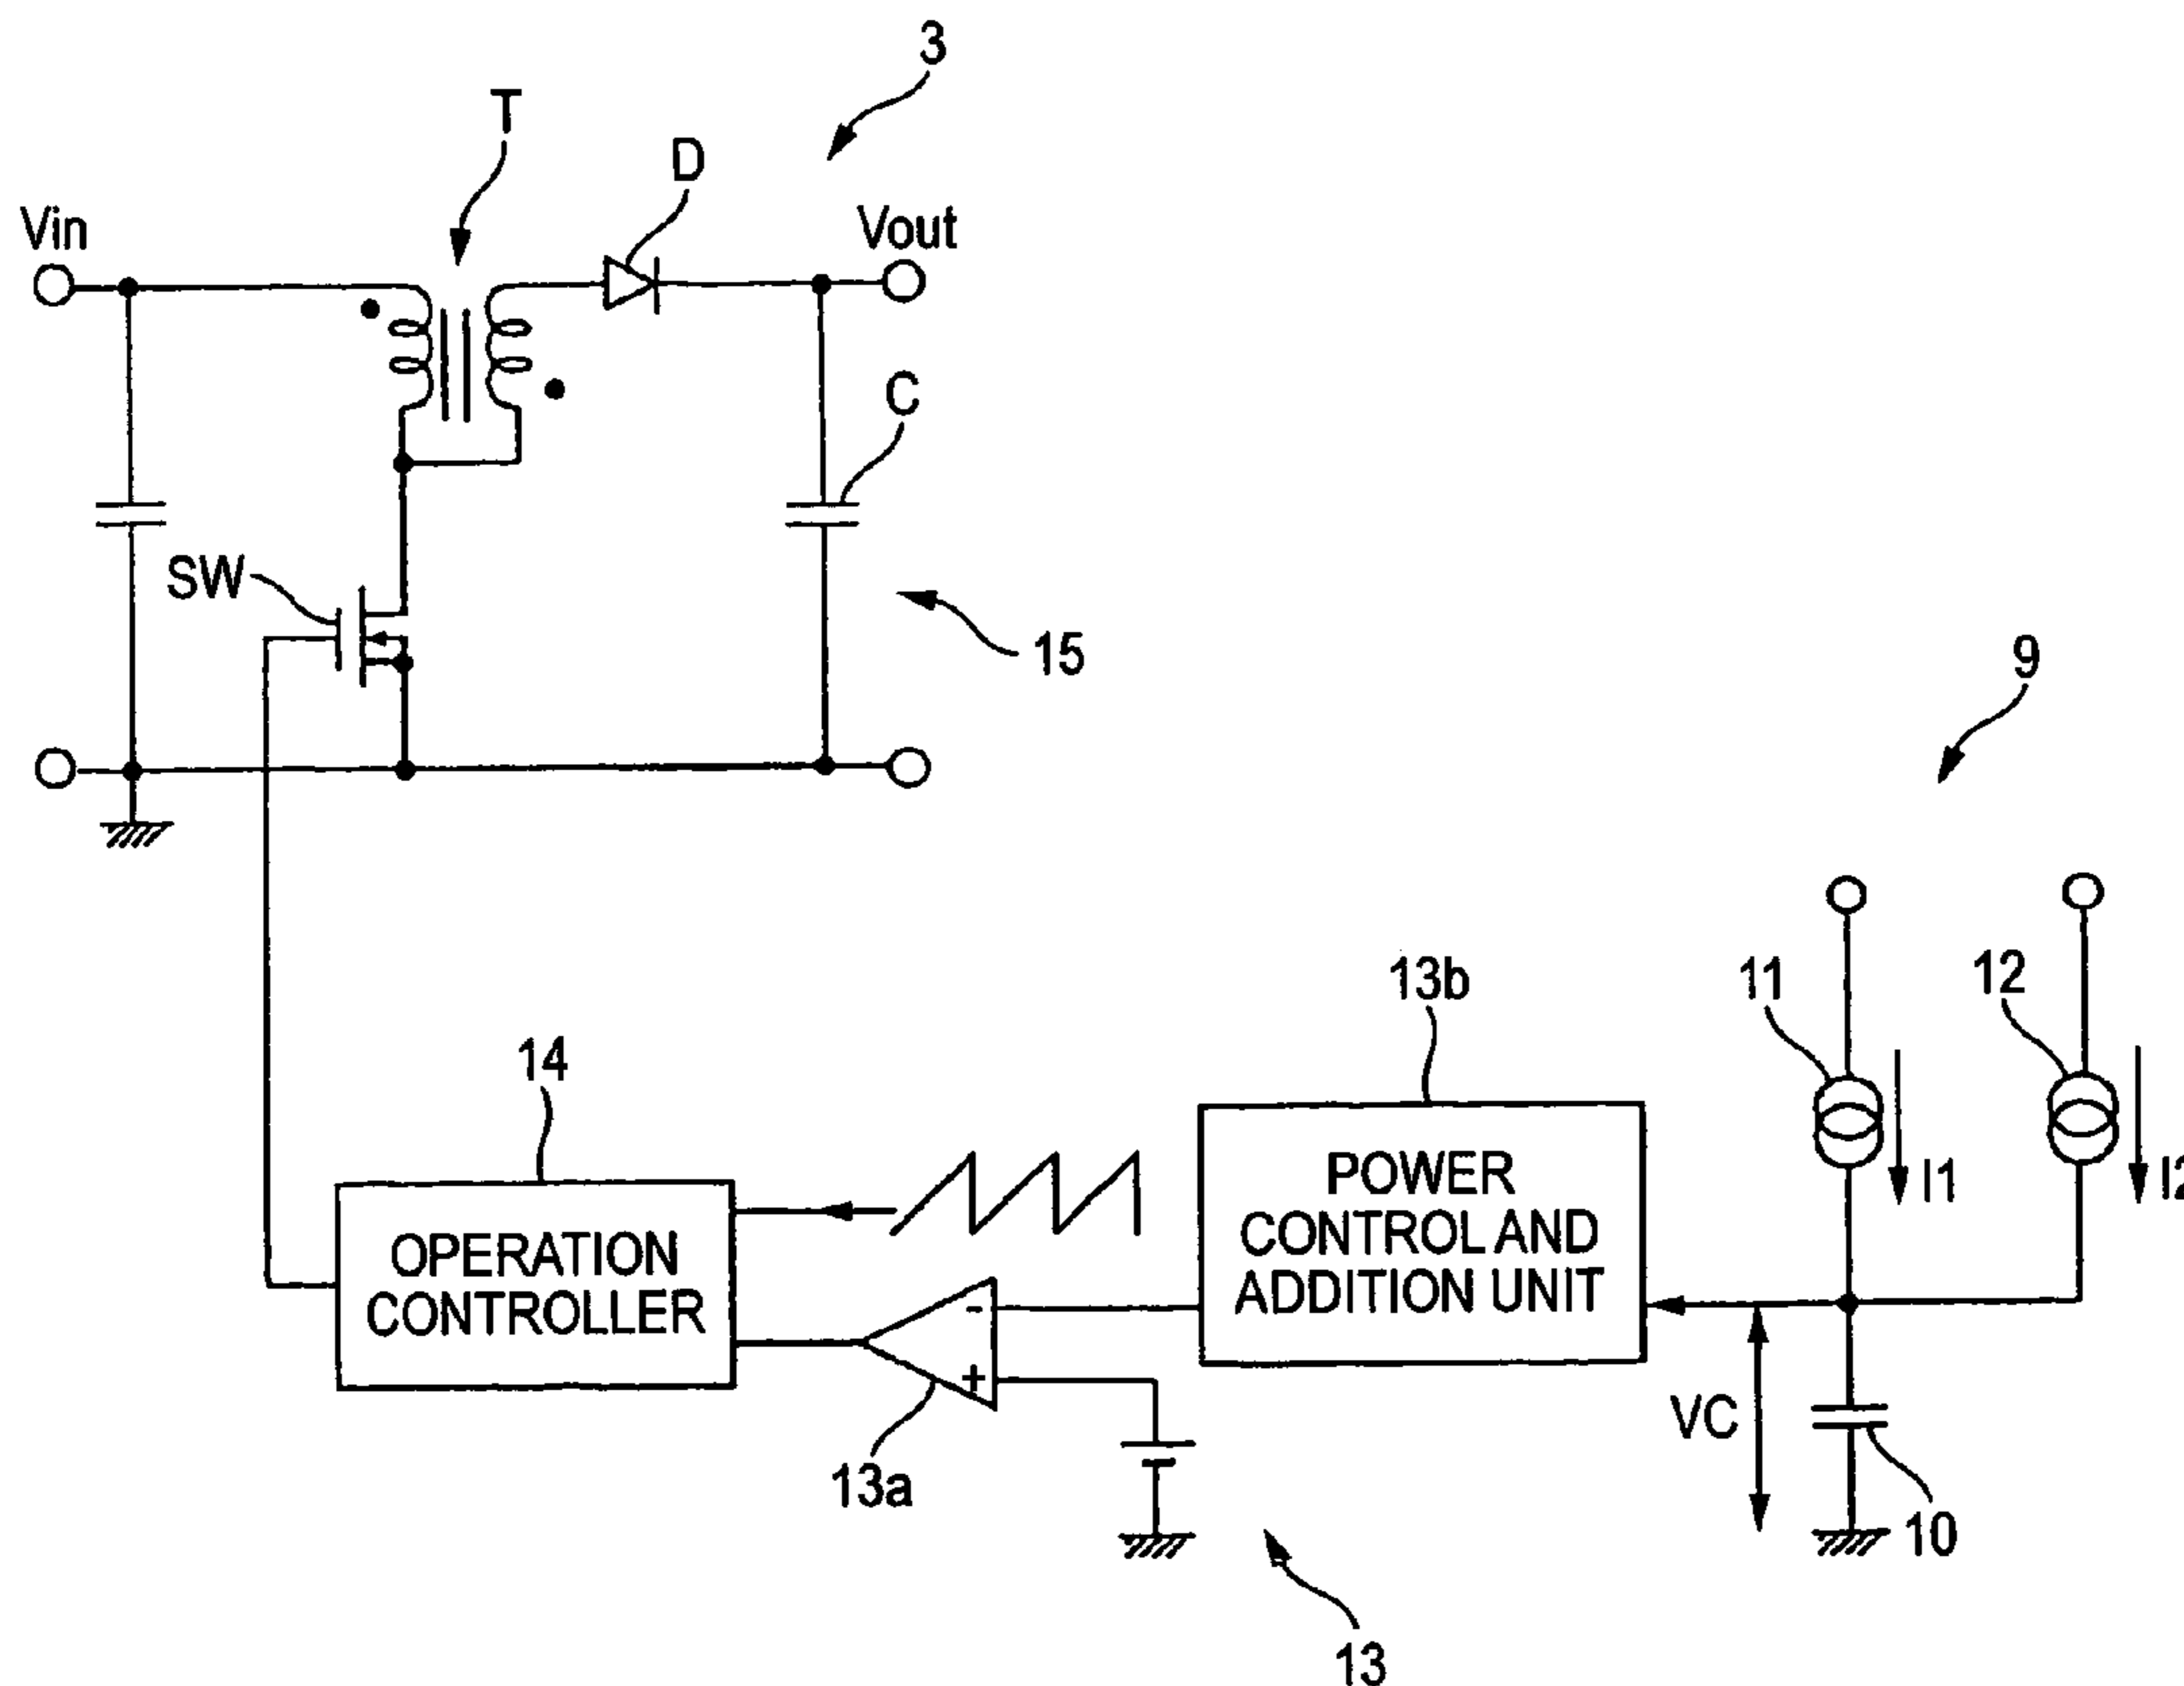 3
T
D
Vin
Vout
C
SW
15
9
11
12
13b
14
I1
I2
POWER
CONTROL AND
ADDITION UNIT
OPERATION
CONTROLLER
-
+
VC
13a
10
13